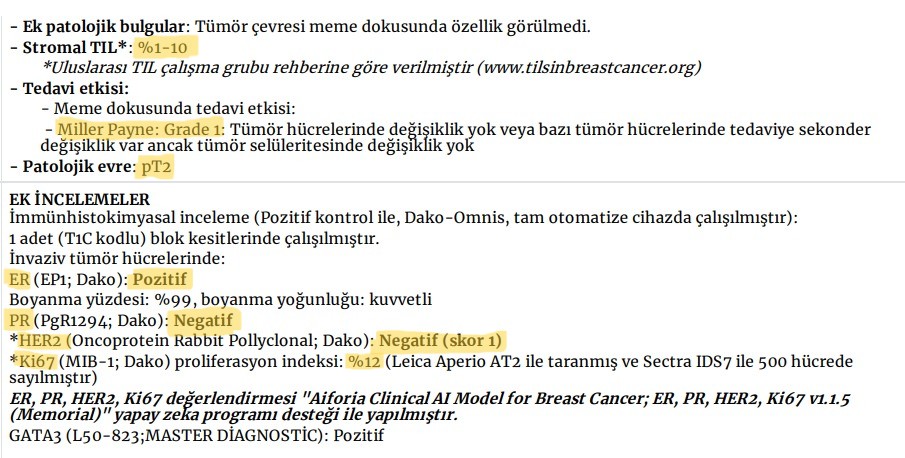 - Ek patolojik bulgular: Tümör çevresi meme dokusunda özellik görülmedi.
- Stromal TIL*: %1-10
*Uluslarası TIL çalışma grubu rehberine göre verilmiştir (www.tilsinbreastcancer.org)
- Tedavi etkisi:
- Meme dokusunda tedavi etkisi:
- Miller Payne: Grade 1: Tümör hücrelerinde değişiklik yok veya bazı tümör hücrelerinde tedaviye sekonder
değişiklik var ancak tümör selüleritesinde değişiklik yok
- Patolojik evre: pT2
EK İNCELEMELER
İmmünhistokimyasal inceleme (Pozitif kontrol ile, Dako-Omnis, tam otomatize cihazda çalışılmıştır):
1 adet (T1C kodlu) blok kesitlerinde çalışılmıştır.
İnvaziv tümör hücrelerinde:
ER (EP1; Dako): Pozitif
Boyanma yüzdesi: %99, boyanma yoğunluğu: kuvvetli
PR (PgR1294; Dako): Negatif
*HER2 (Oncoprotein Rabbit Pollyclonal; Dako): Negatif (skor 1)
*Ki67 (MIB-1; Dako) proliferasyon indeksi: %12 (Leica Aperio AT2 ile taranmış ve Sectra IDS7 ile 500 hücrede
sayılmıştır)
ER, PR, HER2, Ki67 değerlendirmesi "Aiforia Clinical AI Model for Breast Cancer; ER, PR, HER2, Ki67 v1.1.5
(Memorial)" yapay zeka programı desteği ile yapılmıştır.
GATA3 (L50-823;MASTER DİAGNOSTİC): Pozitif